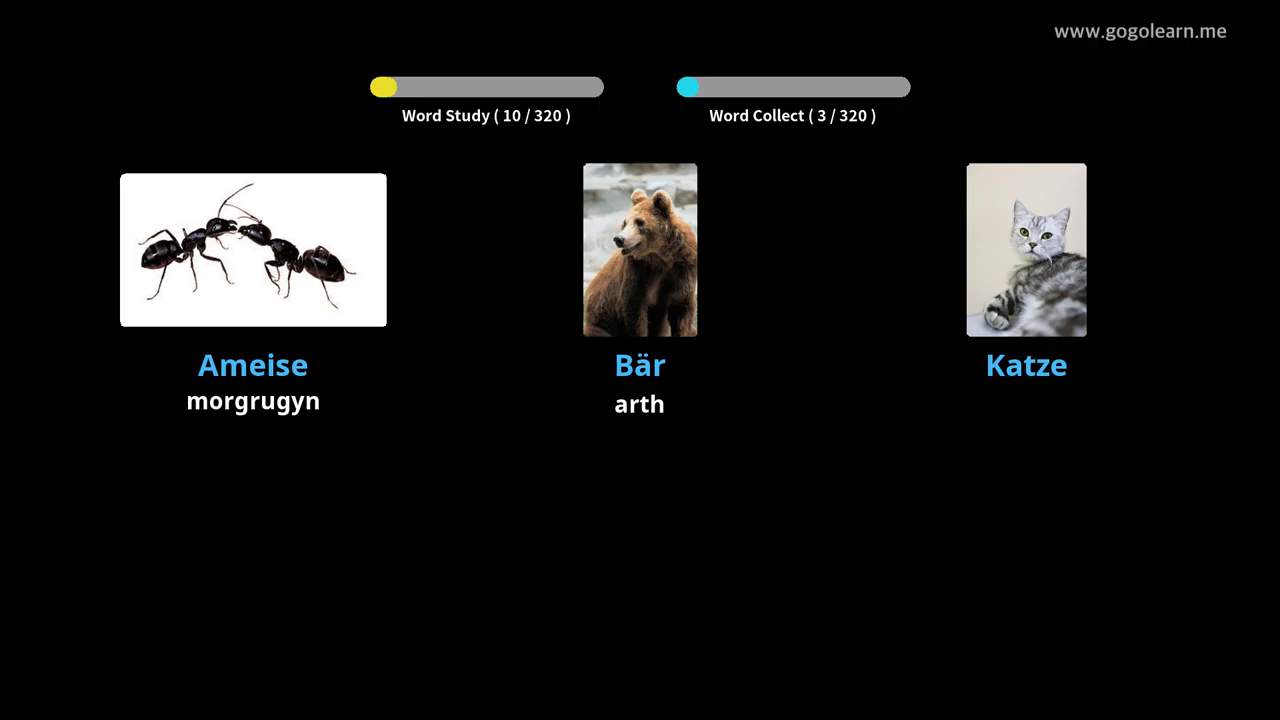 www.gogolearn.me
Word Study ( 10 / 320 )
Word Collect ( 3 / 320 )
Ameise
morgrugyn
Bär
arth
Katze